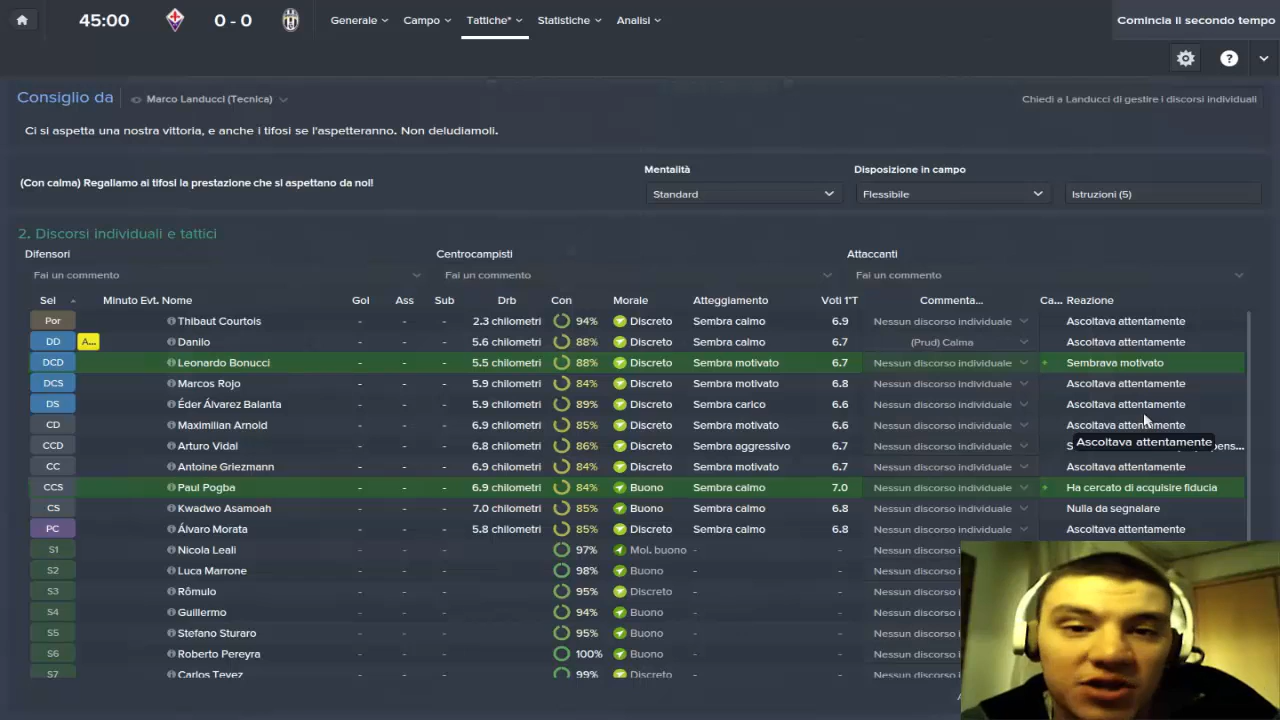 45:00 0 - 0 Generale Campo Tattiche* Statistiche Analisi Comincia il secondo tempo
?
Consiglio da Marco Landucci (Tecnica) Chiedi a Landucci di gestire i discorsi individuali
Ci si aspetta una nostra vittoria, e anche i tifosi se l'aspetteranno. Non deludiamoli.
Mentalità Disposizione in campo
(Con calma) Regaliamo ai tifosi la prestazione che si aspettano da noi!
Standard Flessibile Istruzioni (5)
2. Discorsi individuali e tattici
Difensori Centrocampisti Attaccanti
Fai un commento Fai un commento Fai un commento
Sel Minuto Evt. Nome Gol Ass Sub Drb Con Morale Atteggiamento Voti 1°T Commenta... Ca... Reazione
Por Thibaut Courtois - - - 2.3 chilometri 94% Discreto Sembra calmo 6.9 Nessun discorso individuale Ascoltava attentamente
DD A... Danilo - - - 5.6 chilometri 88% Discreto Sembra calmo 6.7 (Prud) Calma Ascoltava attentamente
DCD Leonardo Bonucci - - - 5.5 chilometri 88% Discreto Sembra motivato 6.7 Nessun discorso individuale Sembrava motivato
DCS Marcos Rojo - - - 5.9 chilometri 84% Discreto Sembra motivato 6.8 Nessun discorso individuale Ascoltava attentamente
DS Éder Álvarez Balanta - - - 5.9 chilometri 89% Discreto Sembra carico 6.6 Nessun discorso individuale Ascoltava attentamente
CD Maximilian Arnold - - - 6.9 chilometri 85% Discreto Sembra motivato 6.6 Nessun discorso individuale Ascoltava attentamente
CCD Arturo Vidal - - - 6.8 chilometri 86% Discreto Sembra aggressivo 6.7 Nessun discorso individuale
Ascoltava attentamente
CC Antoine Griezmann - - - 6.9 chilometri 84% Discreto Sembra motivato 6.7 Nessun discorso individuale Ascoltava attentamente
CCS Paul Pogba - - - 6.9 chilometri 84% Buono Sembra calmo 7.0 Nessun discorso individuale Ha cercato di acquisire fiducia
CS Kwadwo Asamoah - - - 7.0 chilometri 85% Buono Sembra calmo 6.8 Nessun discorso individuale Nulla da segnalare
PC Álvaro Morata - - - 5.8 chilometri 85% Discreto Sembra calmo 6.8 Nessun discorso individuale Ascoltava attentamente
S1 Nicola Leali - - - 97% Mol. buono - - Nessun discorso
S2 Luca Marrone - - - 98% Buono - - Nessun discorso
S3 Rômulo - - - 95% Discreto - - Nessun discorso
S4 Guillermo - - - 94% Buono - - Nessun discorso
S5 Stefano Sturaro - - - 95% Buono - - Nessun discorso
S6 Roberto Pereyra - - - 100% Buono - - Nessun discorso
S7 Carlos Tevez - - - 99% Discreto - - Nessun discorso